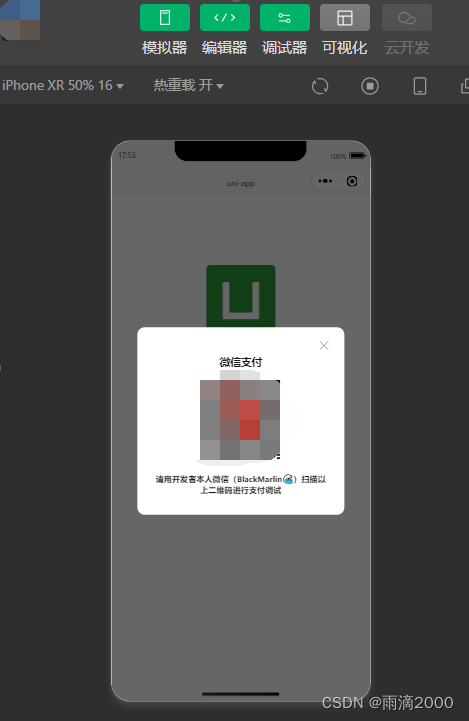 模拟器 编辑器 调试器 可视化 云开发
iPhone XR 50% 16 热重载 开
17:53 100%
uni-app
微信支付
请用开发者本人微信（BlackMarlin）扫描以
上二维码进行支付调试
CSDN @雨滴2000